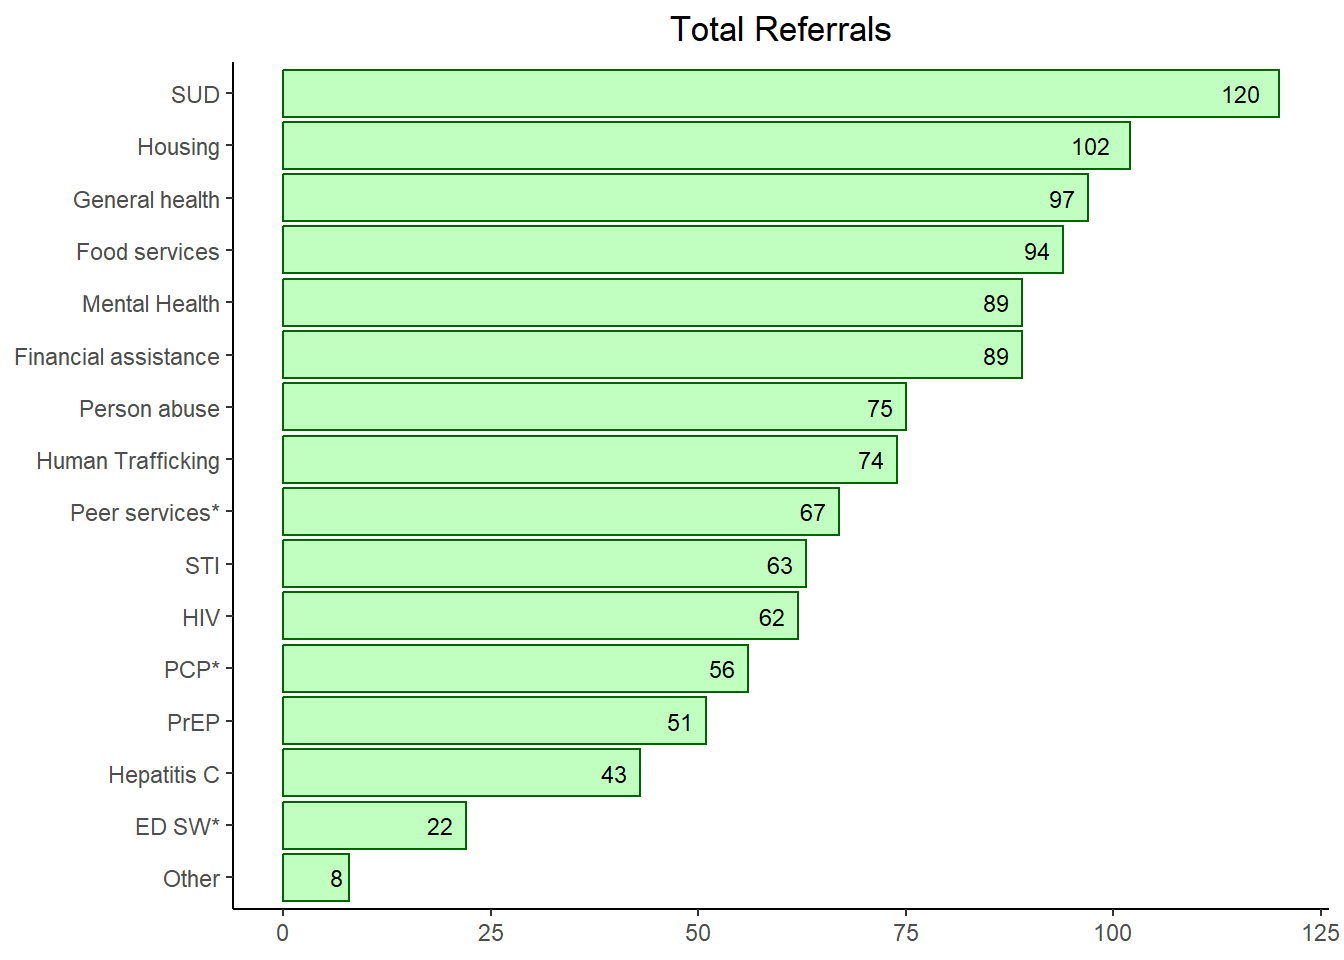 Total Referrals
SUD 120
Housing 102
General health 97
Food services 94
Mental Health 89
Financial assistance 89
Person abuse 75
Human Trafficking 74
Peer services* 67
STI 63
HIV 62
PCP* 56
PrEP 51
Hepatitis C 43
ED SW* 22
Other 8
0 25 50 75 100 125